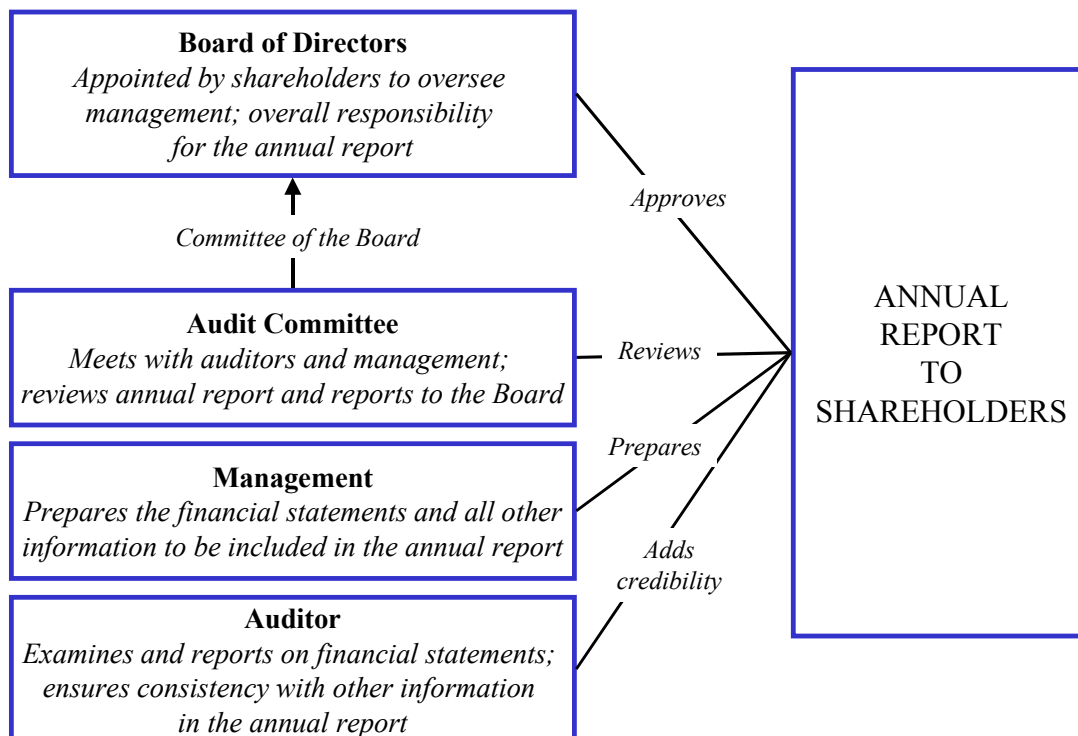 Board of Directors
Appointed by shareholders to oversee
management; overall responsibility
for the annual report
Approves
Committee of the Board
Audit Committee
Meets with auditors and management;
reviews annual report and reports to the Board
Reviews
Management
Prepares the financial statements and all other
information to be included in the annual report
Prepares
Auditor
Examines and reports on financial statements;
ensures consistency with other information
in the annual report
Adds
credibility
ANNUAL
REPORT
TO
SHAREHOLDERS